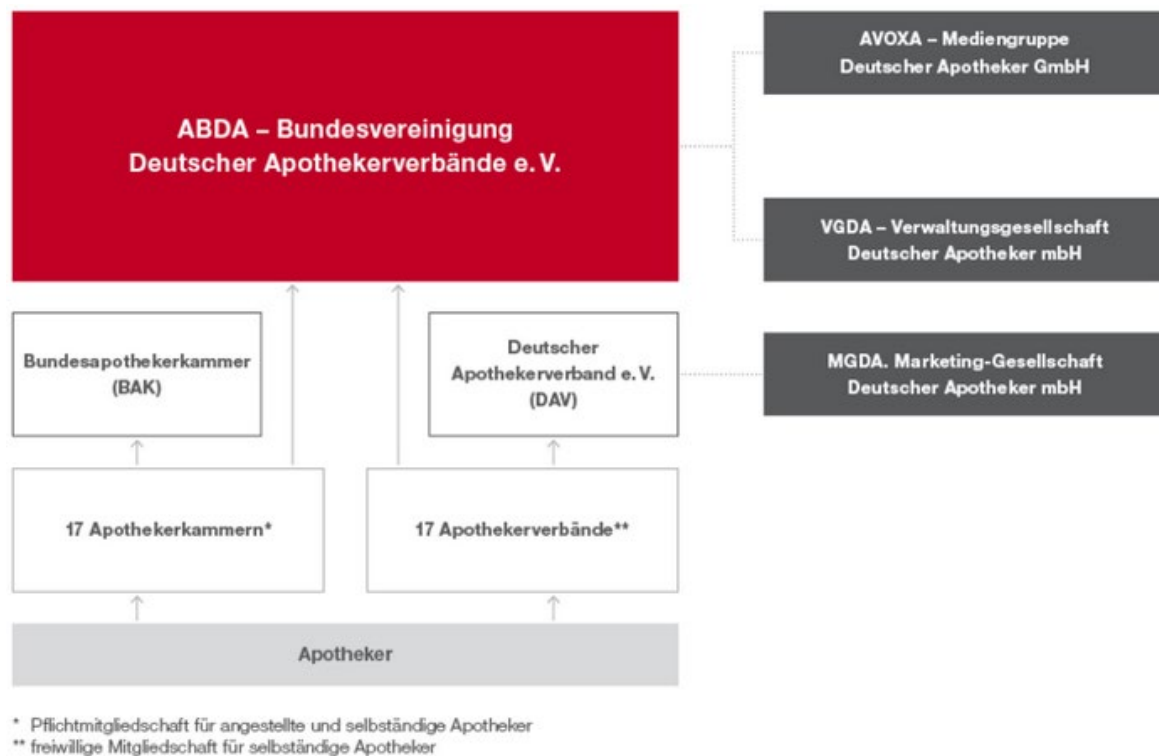 ABDA – Bundesvereinigung
Deutscher Apothekerverbände e. V.
AVOXA – Mediengruppe
Deutscher Apotheker GmbH
VGDA – Verwaltungsgesellschaft
Deutscher Apotheker mbH
Bundesapothekerkammer
(BAK)
Deutscher
Apothekerverband e. V.
(DAV)
MGDA. Marketing-Gesellschaft
Deutscher Apotheker mbH
17 Apothekerkammern*
17 Apothekerverbände**
Apotheker
* Pflichtmitgliedschaft für angestellte und selbständige Apotheker
** freiwillige Mitgliedschaft für selbständige Apotheker